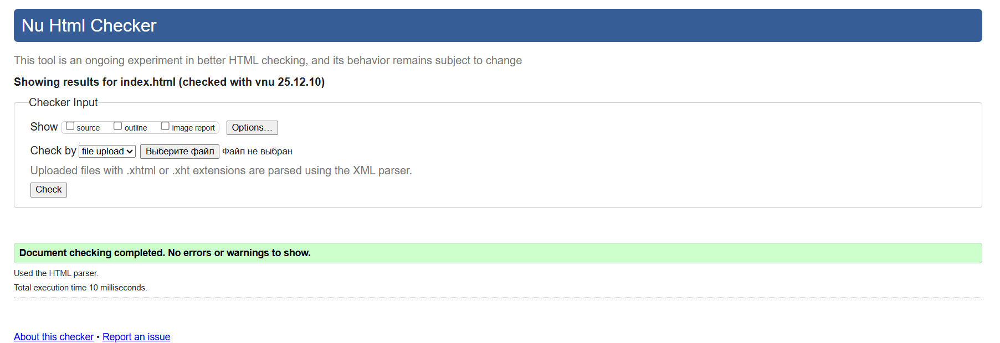 Nu Html Checker
This tool is an ongoing experiment in better HTML checking, and its behavior remains subject to change
Showing results for index.html (checked with vnu 25.12.10)
Checker Input
Show source outline image report Options...
Check by file upload Выберите файл Файл не выбран
Uploaded files with .xhtml or .xht extensions are parsed using the XML parser.
Check
Document checking completed. No errors or warnings to show.
Used the HTML parser.
Total execution time 10 milliseconds.
About this checker • Report an issue